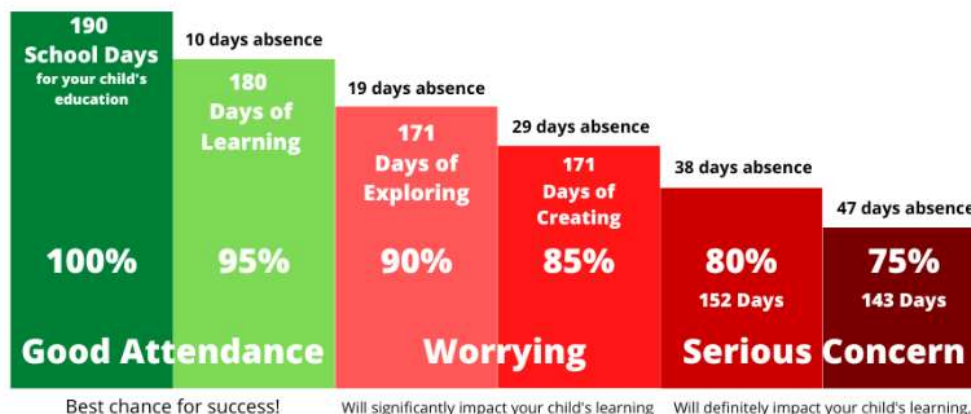 190
School Days
for your child's
education
100%
10 days absence
180
Days of
Learning
95%
19 days absence
171
Days of
Exploring
90%
29 days absence
171
Days of
Creating
85%
38 days absence
80%
152 Days
47 days absence
75%
143 Days
Good Attendance
Worrying
Serious Concern
Best chance for success!
Will significantly impact your child's learning
Will definitely impact your child's learning.